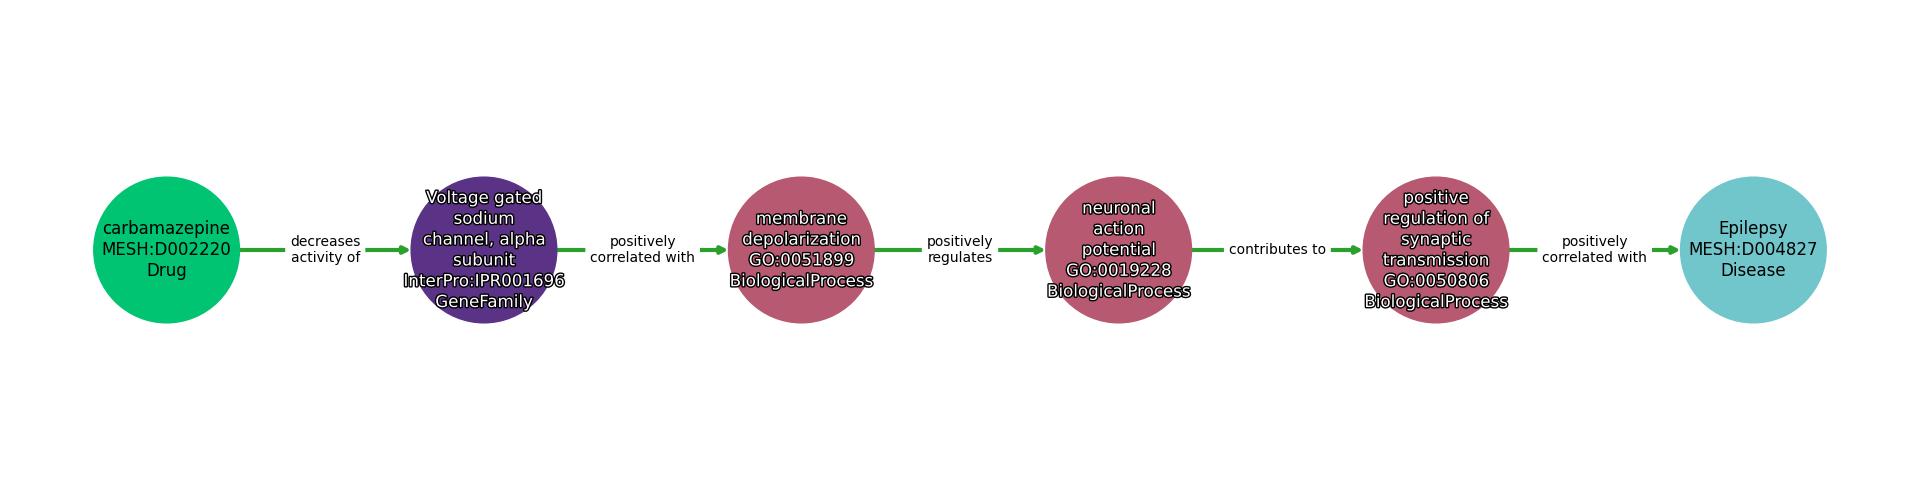 carbamazepine
MESH:D002220
Drug
decreases
activity of
Voltage gated
sodium
channel, alpha
subunit
InterPro:IPR001696
GeneFamily
positively
correlated with
membrane
depolarization
GO:0051899
BiologicalProcess
positively
regulates
neuronal
action
potential
GO:0019228
BiologicalProcess
contributes to
positive
regulation of
synaptic
transmission
GO:0050806
BiologicalProcess
positively
correlated with
Epilepsy
MESH:D004827
Disease